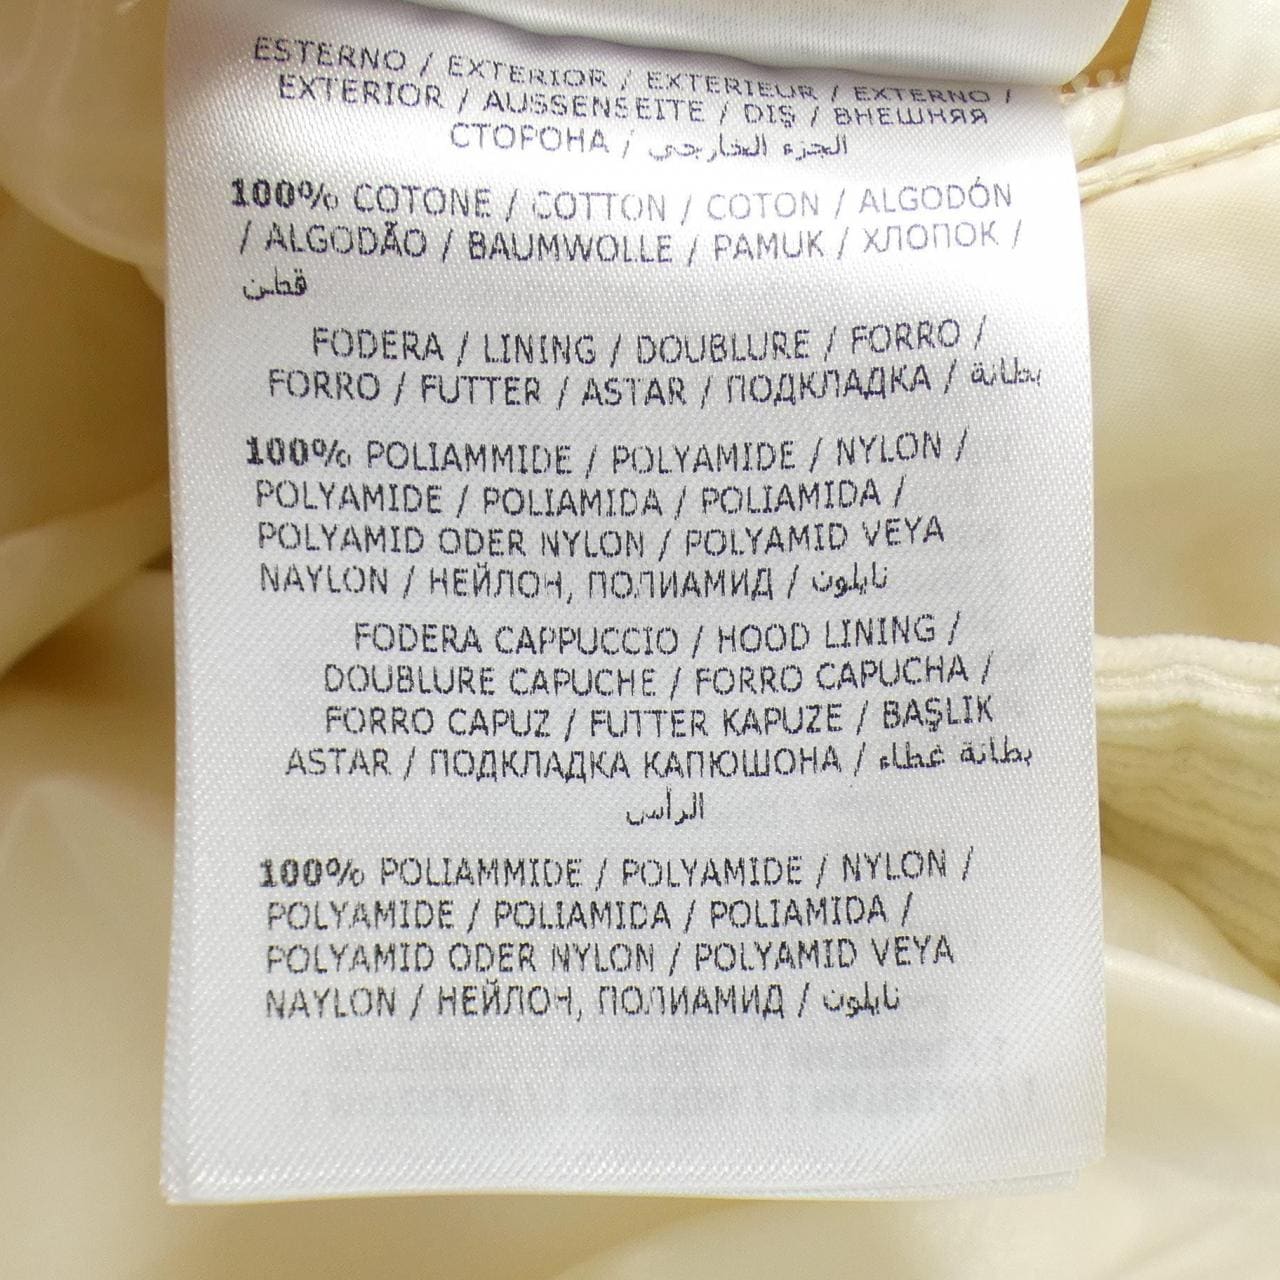 ESTERNO / EXTERIOR / EXTERIEUR / EXTERNO /
EXTERIOR / AUSSENSEITE / DIŞ / ВНЕШНЯЯ
СТОРОНА / الجزء الخارجي
100% COTONE / COTTON / COTON / ALGODÓN
/ ALGODÃO / BAUMWOLLE / PAMUK / ХЛОПОК /
قطن
FODERA / LINING / DOUBLURE / FORRO /
FORRO / FUTTER / ASTAR / ПОДКЛАДКА / بطانة
100% POLIAMMIDE / POLYAMIDE / NYLON /
POLYAMIDE / POLIAMIDA / POLIAMIDA /
POLYAMID ODER NYLON / POLYAMID VEYA
NAYLON / НЕЙЛОН, ПОЛИАМИД / نايلون
FODERA CAPPUCCIO / HOOD LINING /
DOUBLURE CAPUCHE / FORRO CAPUCHA /
FORRO CAPUZ / FUTTER KAPUZE / BAŞLIK
ASTAR / ПОДКЛАДКА КАПЮШОНА / بطانة غطاء
الرأس
100% POLIAMMIDE / POLYAMIDE / NYLON /
POLYAMIDE / POLIAMIDA / POLIAMIDA /
POLYAMID ODER NYLON / POLYAMID VEYA
NAYLON / НЕЙЛОН, ПОЛИАМИД / نايلون